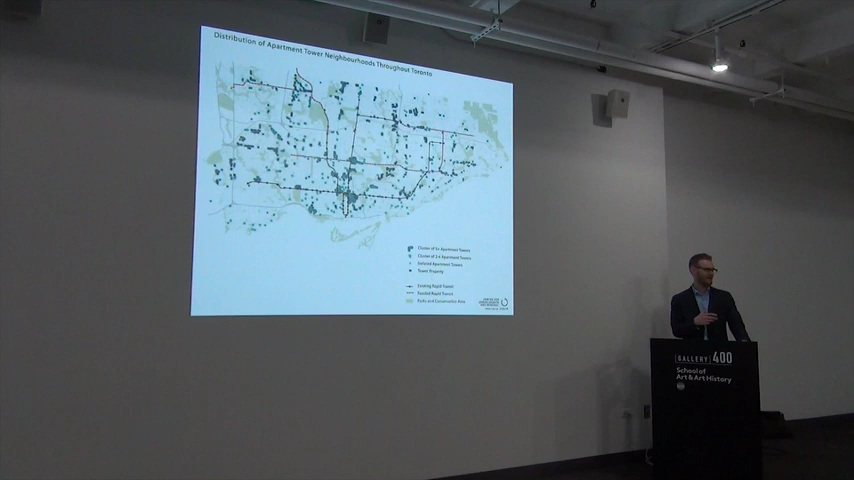 Distribution of Apartment Tower Neighbourhoods Throughout Toronto
Cluster of 5+ Apartment Towers
Cluster of 2-4 Apartment Towers
Isolated Apartment Towers
Tower Property
Existing Rapid Transit
Funded Rapid Transit
Parks and Conservation Area
GALLERY 400
School of
Art & Art History